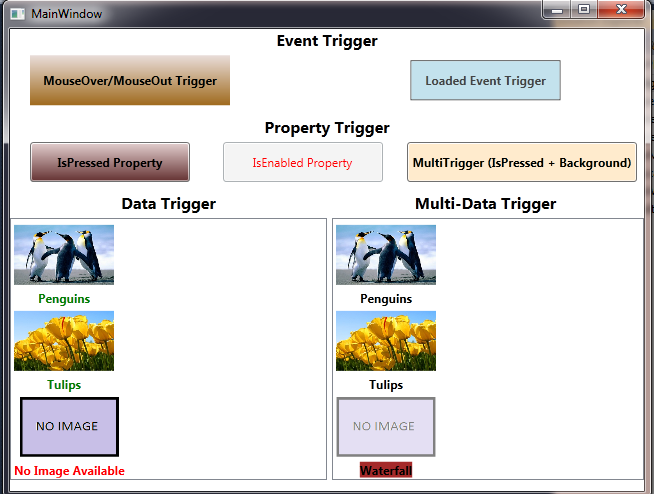 MainWindow
Event Trigger
MouseOver/MouseOut Trigger
Loaded Event Trigger
Property Trigger
IsPressed Property
IsEnabled Property
MultiTrigger (IsPressed + Background)
Data Trigger
Multi-Data Trigger
Penguins
Penguins
Tulips
Tulips
NO IMAGE
NO IMAGE
No Image Available
Waterfall